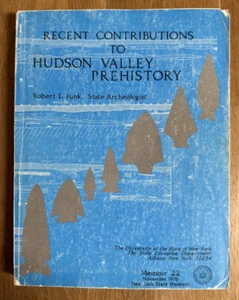 RECENT CONTRIBUTIONS
TO
HUDSON VALLEY
PREHISTORY
Robert E. Funk, State Archeologist
The University of the State of New York
The State Education Department
Albany, New York 12234
Memoir 22
November 1976
New York State Museum